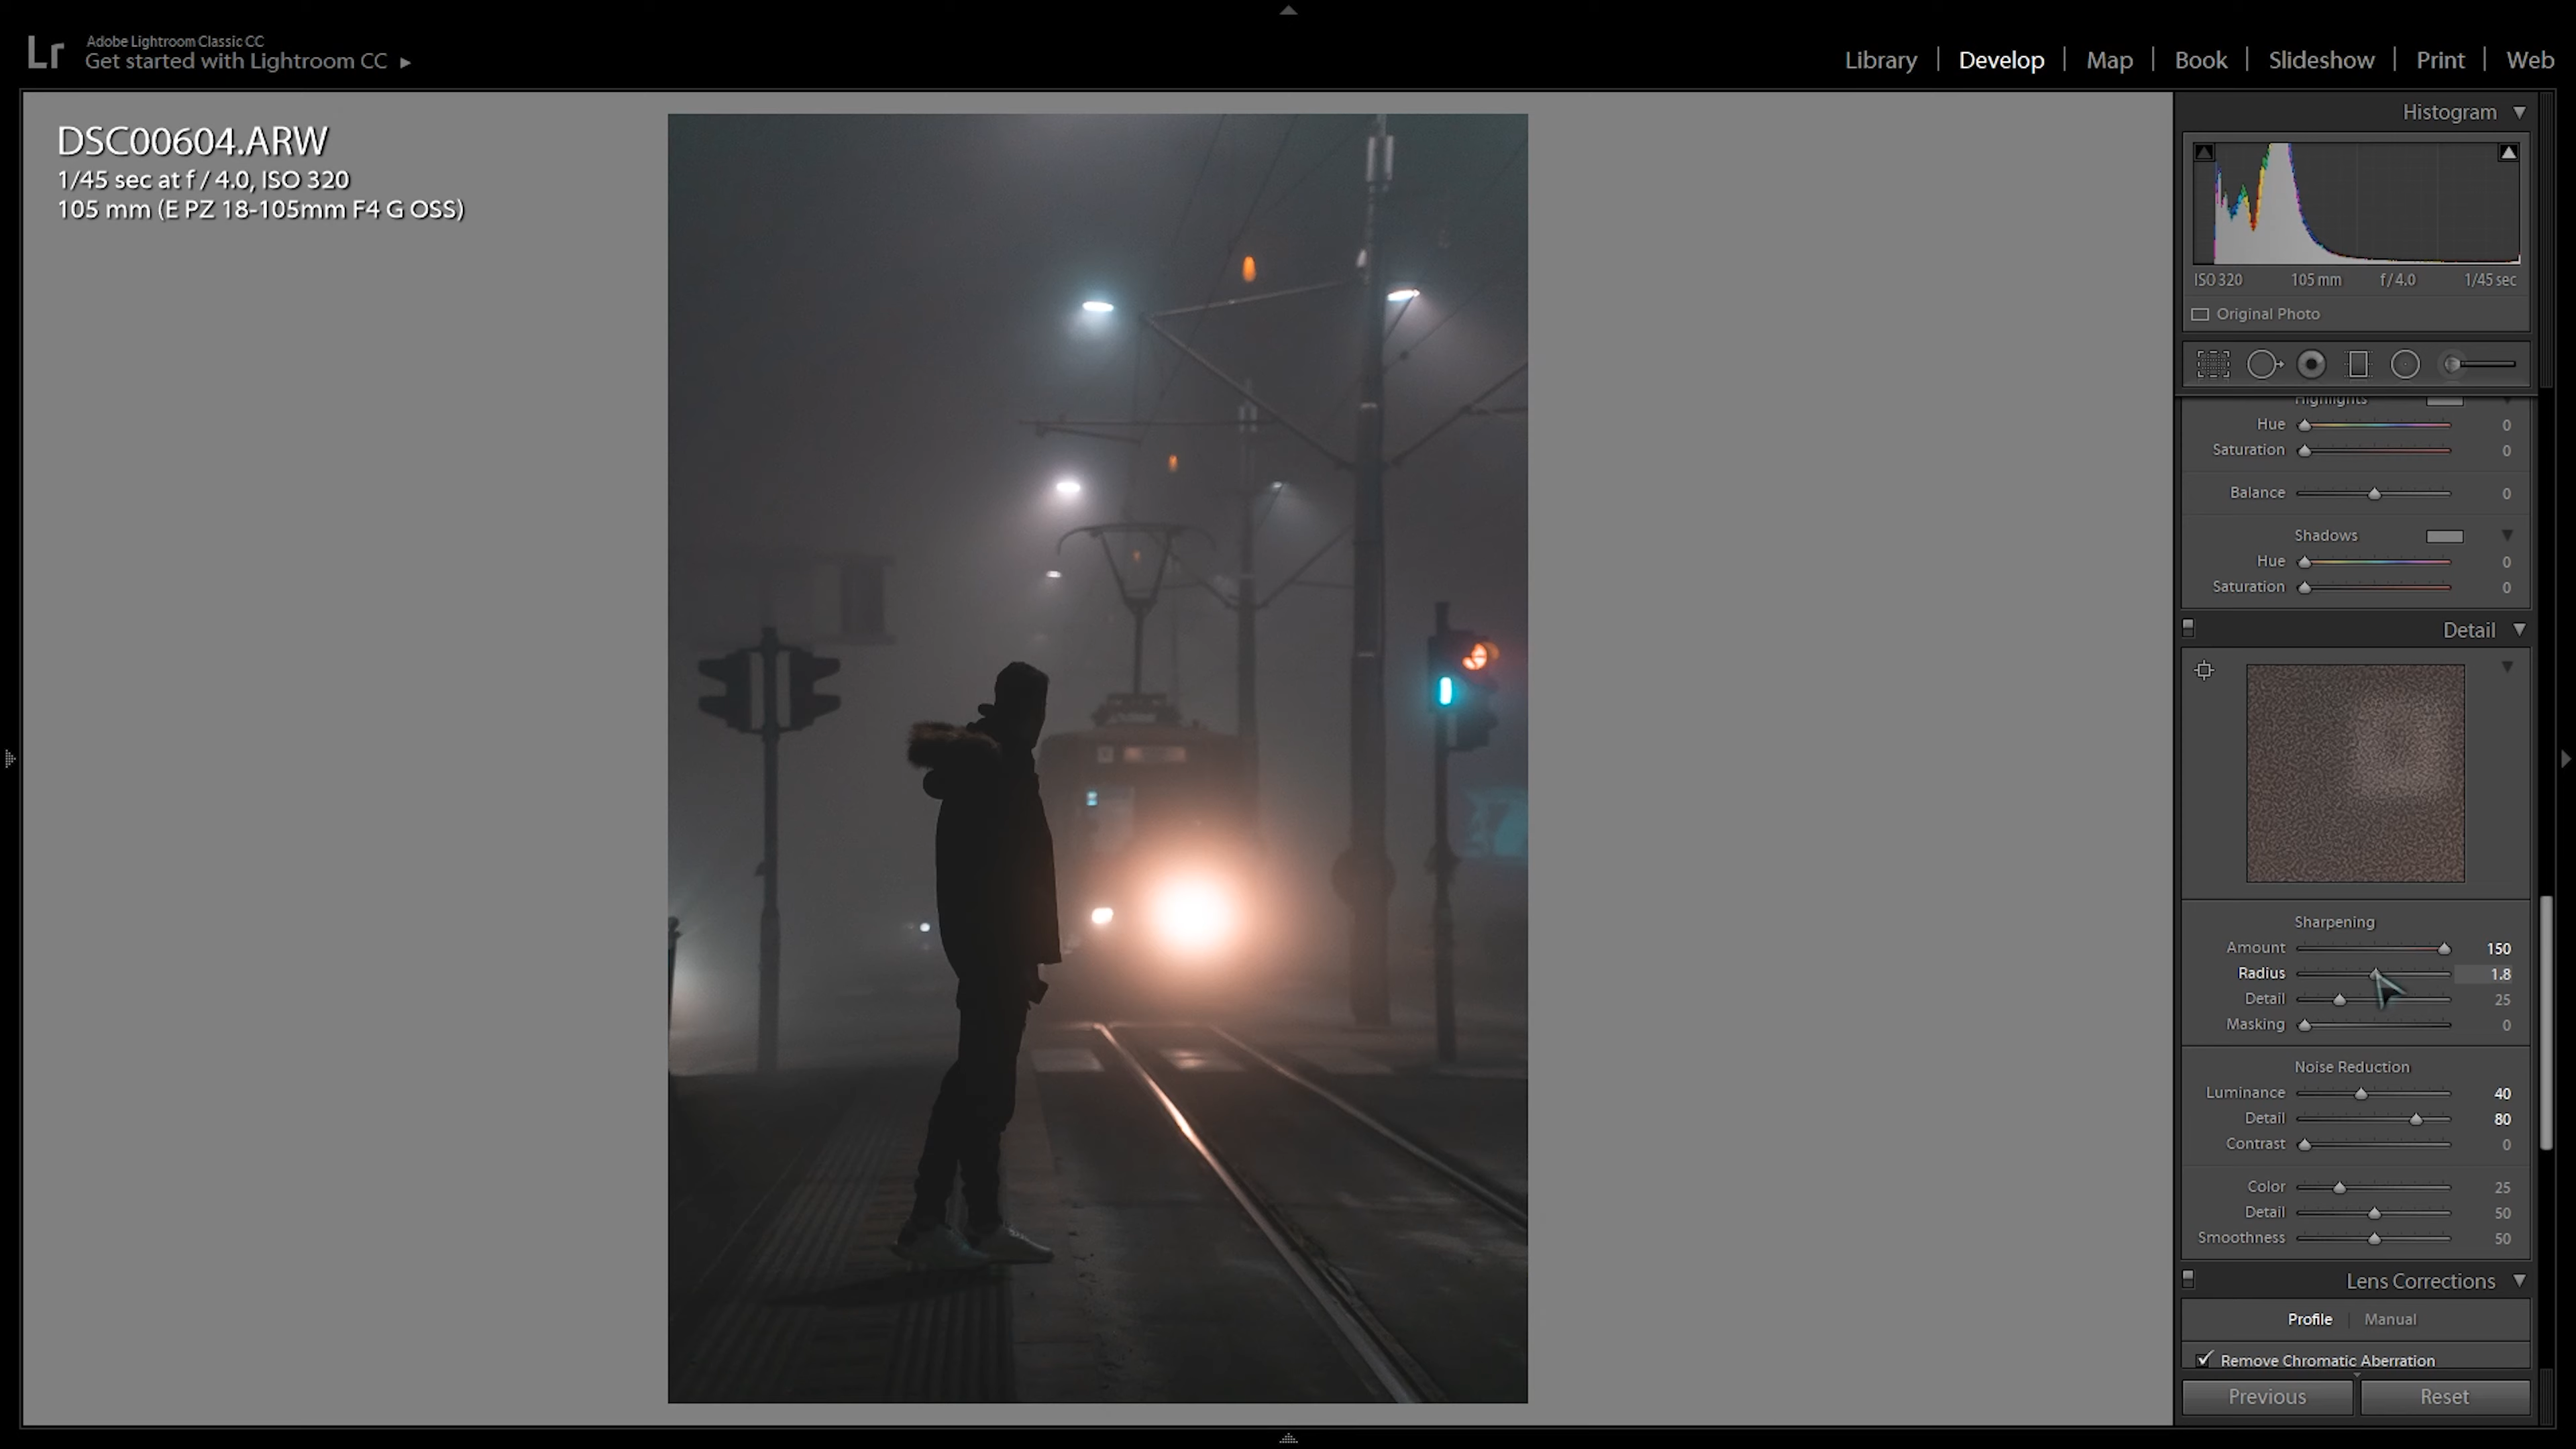 Lr
Adobe Lightroom Classic CC
Get started with Lightroom CC
Library | Develop | Map | Book | Slideshow | Print | Web
DSC00604.ARW
1/45 sec at f / 4.0, ISO 320
105 mm (E PZ 18-105mm F4 G OSS)
Histogram
ISO 320 105 mm f / 4.0 1/45 sec
Original Photo
Highlights
Hue 0
Saturation 0
Balance 0
Shadows
Hue 0
Saturation 0
Detail
Sharpening
Amount 150
Radius 1.8
Detail 25
Masking 0
Noise Reduction
Luminance 40
Detail 80
Contrast 0
Color 25
Detail 50
Smoothness 50
Lens Corrections
Profile | Manual
Remove Chromatic Aberration
Previous Reset